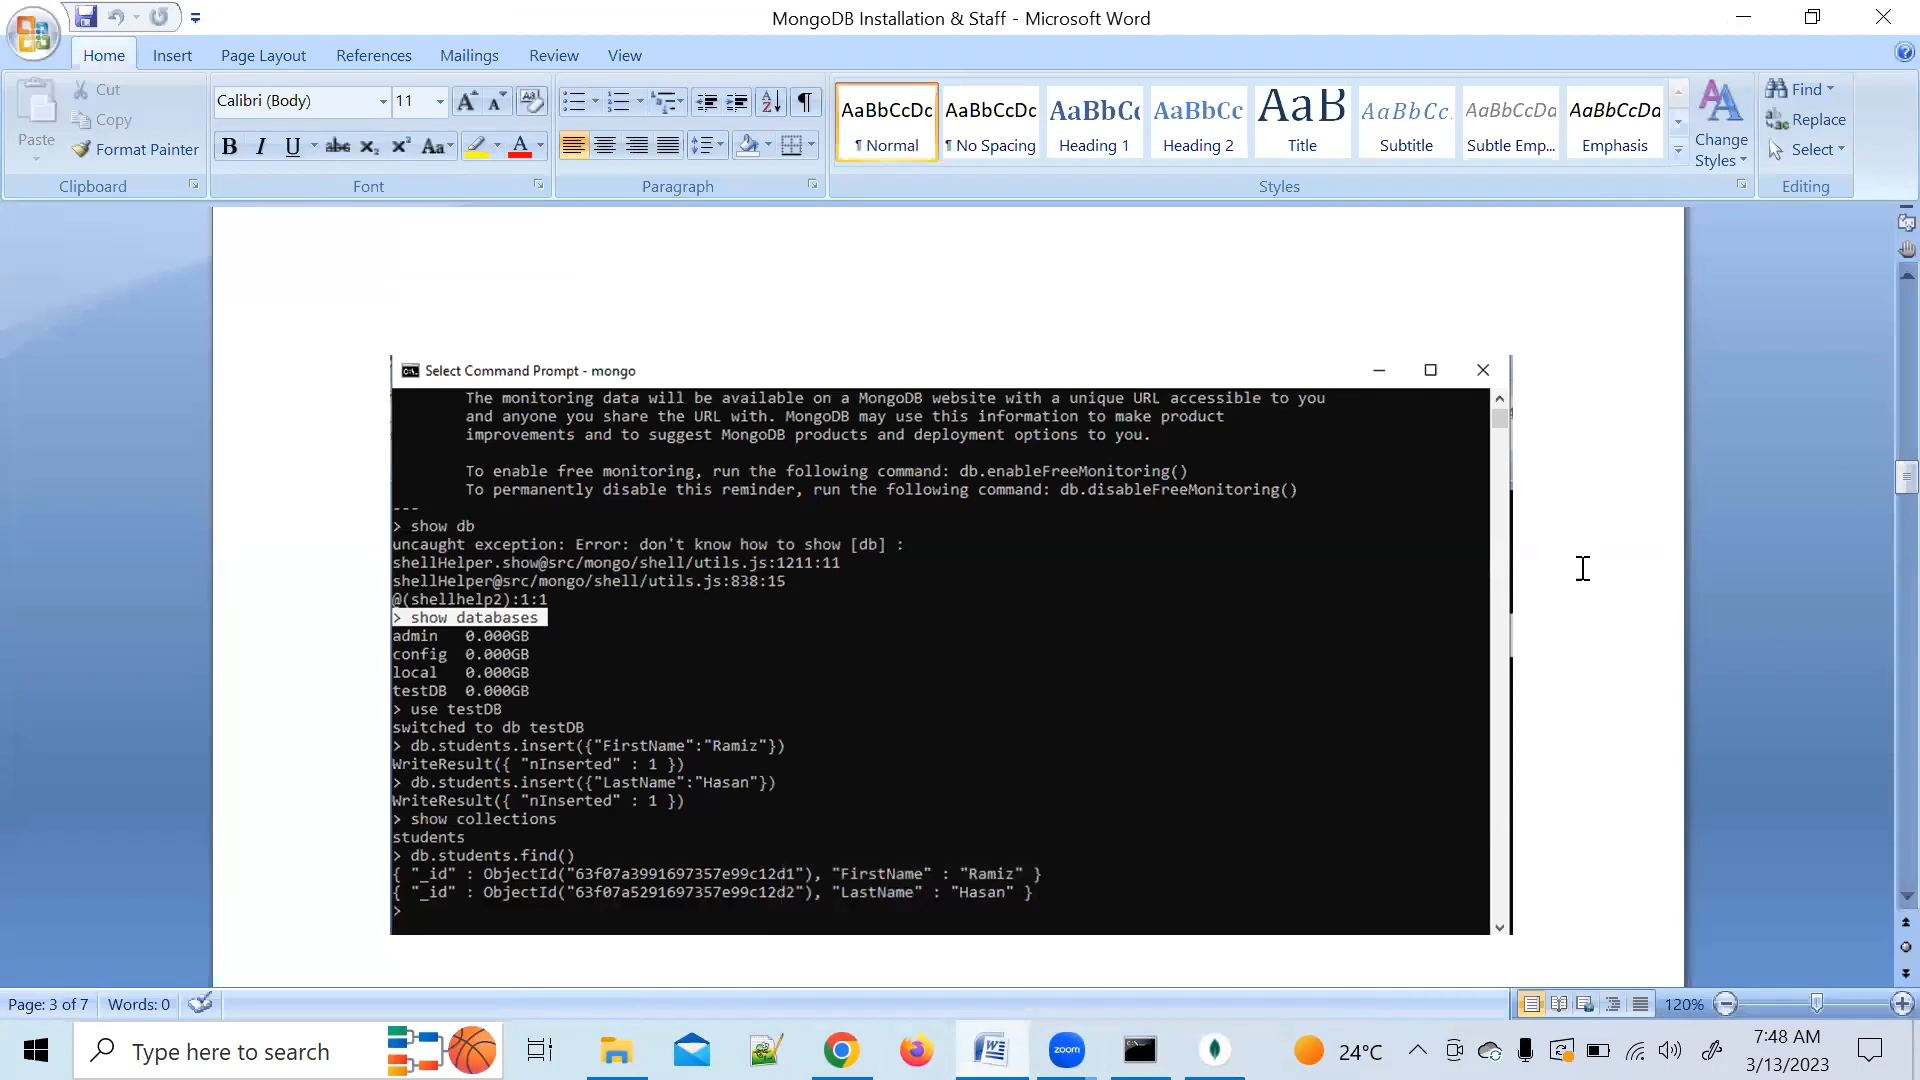 MongoDB Installation & Staff - Microsoft Word
Home Insert Page Layout References Mailings Review View
Paste
Cut
Copy
Format Painter
Clipboard
Calibri (Body) 11
B I U abc X₂ X² Aa A
Font
Paragraph
AaBbCcDc AaBbCcDc AaBbCc AaBbCc AaB AaBbCc. AaBbCcDa AaBbCcDa
¶ Normal ¶ No Spacing Heading 1 Heading 2 Title Subtitle Subtle Emp... Emphasis
Change Styles
Styles
Find
Replace
Select
Editing
Select Command Prompt - mongo
The monitoring data will be available on a MongoDB website with a unique URL accessible to you
and anyone you share the URL with. MongoDB may use this information to make product
improvements and to suggest MongoDB products and deployment options to you.
To enable free monitoring, run the following command: db.enableFreeMonitoring()
To permanently disable this reminder, run the following command: db.disableFreeMonitoring()
---
> show db
uncaught exception: Error: don't know how to show [db] :
shellHelper.show@src/mongo/shell/utils.js:1211:11
shellHelper@src/mongo/shell/utils.js:838:15
@(shellhelp2):1:1
> show databases
admin 0.000GB
config 0.000GB
local 0.000GB
testDB 0.000GB
> use testDB
switched to db testDB
> db.students.insert({"FirstName":"Ramiz"})
WriteResult({ "nInserted" : 1 })
> db.students.insert({"LastName":"Hasan"})
WriteResult({ "nInserted" : 1 })
> show collections
students
> db.students.find()
{ "_id" : ObjectId("63f07a3991697357e99c12d1"), "FirstName" : "Ramiz" }
{ "_id" : ObjectId("63f07a5291697357e99c12d2"), "LastName" : "Hasan" }
>
Page: 3 of 7 Words: 0 120%
Type here to search
zoom
24°C
7:48 AM
3/13/2023